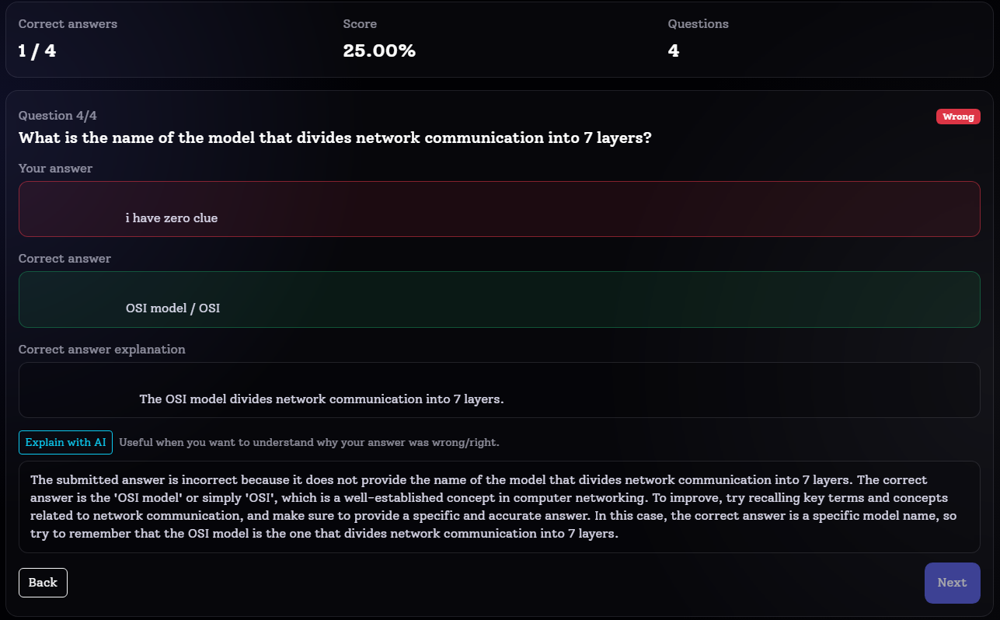 Correct answers
Score
Questions
1 / 4
25.00%
4
Question 4/4
Wrong
What is the name of the model that divides network communication into 7 layers?
Your answer
i have zero clue
Correct answer
OSI model / OSI
Correct answer explanation
The OSI model divides network communication into 7 layers.
Explain with AI
Useful when you want to understand why your answer was wrong/right.
The submitted answer is incorrect because it does not provide the name of the model that divides network communication into 7 layers. The correct
answer is the 'OSI model' or simply 'OSI', which is a well-established concept in computer networking. To improve, try recalling key terms and concepts
related to network communication, and make sure to provide a specific and accurate answer. In this case, the correct answer is a specific model name, so
try to remember that the OSI model is the one that divides network communication into 7 layers.
Back
Next